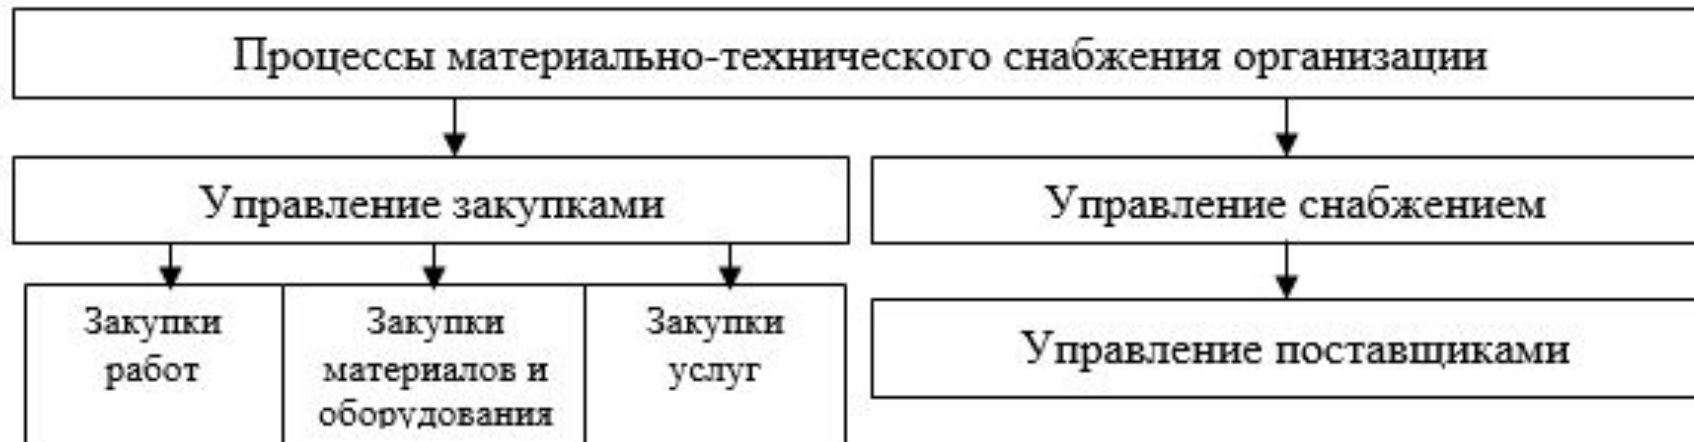 Процессы материально-технического снабжения организации
Управление закупками
Управление снабжением
Закупки
работ
Закупки
материалов и
оборудования
Закупки
услуг
Управление поставщиками